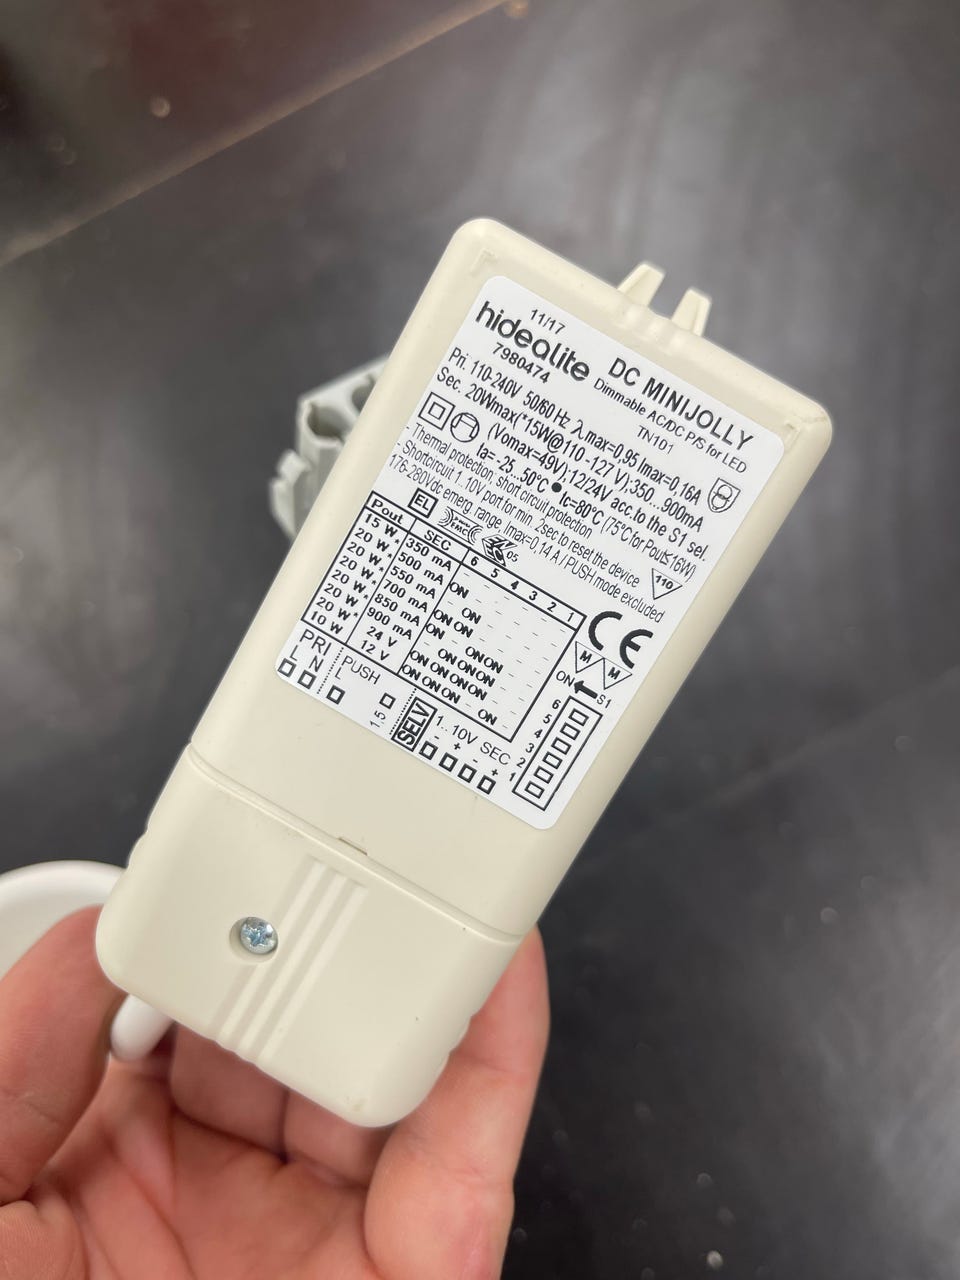 11/17
hidealite
7980474
DC MINIJOLLY
Dimmable AC/DC P/S for LED
TN101
Pri. 110-240V 50/60 Hz λ.max=0,95 Imax=0,16A
Sec. 20Wmax(*15W@110-127 V);350...900mA
(Vomax=49V);12/24V acc.to the S1 sel.
ta= -25...50°C ● tc=80°C (75°C for Pout≤16W)
- Thermal protection, short circuit protection
- Shortcircuit 1..10V port for min. 2sec to reset the device
176-280Vdc emerg. range, Imax=0,14 A / PUSH mode excluded
EL
EMC
05
110
Pout SEC 6 5 4 3 2 1
15 W 350 mA - - - - - -
20 W 500 mA ON - - - - -
20 W* 550 mA - ON - - - -
20 W* 700 mA ON ON - - - -
20 W* 850 mA ON - ON ON - -
20 W* 900 mA - ON ON ON - -
20 W* 24 V ON ON ON ON - -
10 W 12 V ON ON ON - ON -
CE
M M
ON S1
6
5
4
3
2
1
PRI
L N
PUSH
L
1,5
SELV
1..10V SEC
- + - +